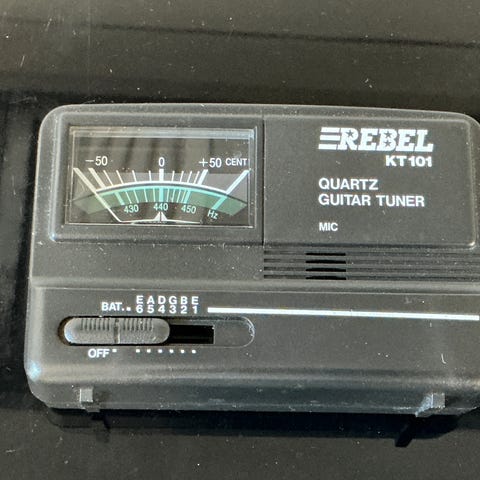 -50 0 +50 CENT
430 440 450 Hz
REBEL
KT101
QUARTZ
GUITAR TUNER
MIC
E A D G B E
BAT. 6 5 4 3 2 1
OFF